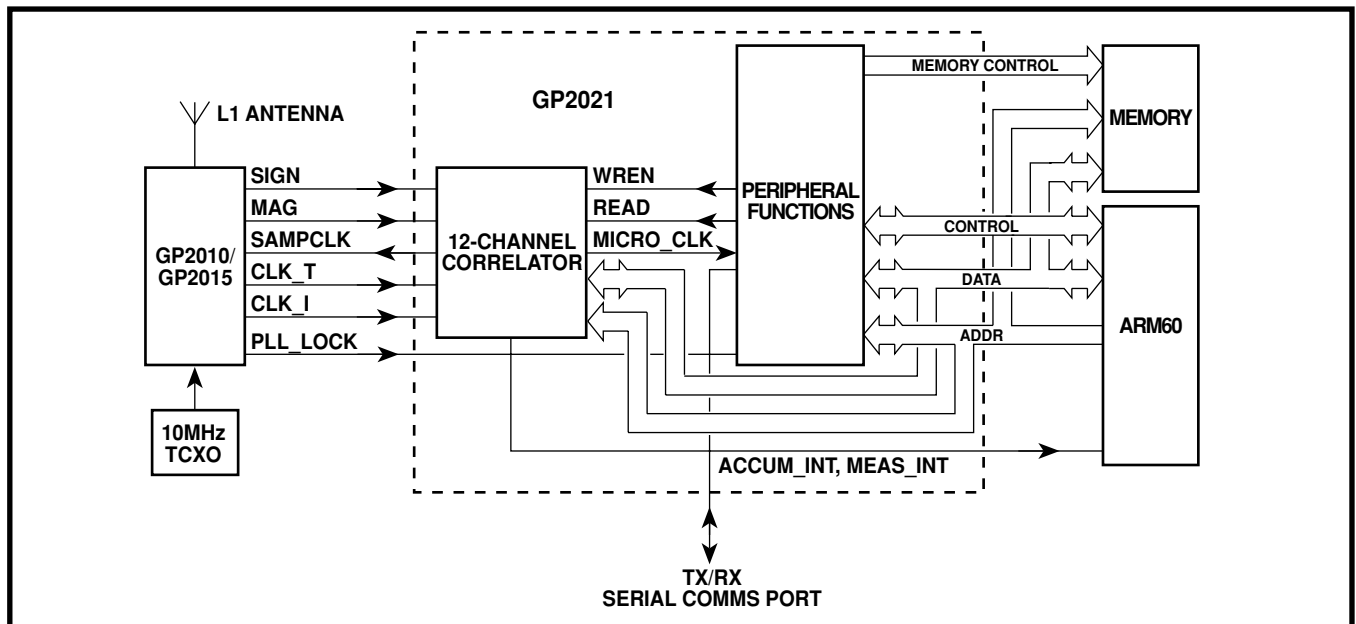 GP2021
L1 ANTENNA
GP2010/
GP2015
10MHz
TCXO
SIGN
MAG
SAMPCLK
CLK_T
CLK_I
PLL_LOCK
12-CHANNEL
CORRELATOR
WREN
READ
MICRO_CLK
PERIPHERAL
FUNCTIONS
MEMORY CONTROL
MEMORY
CONTROL
DATA
ADDR
ARM60
ACCUM_INT, MEAS_INT
TX/RX
SERIAL COMMS PORT